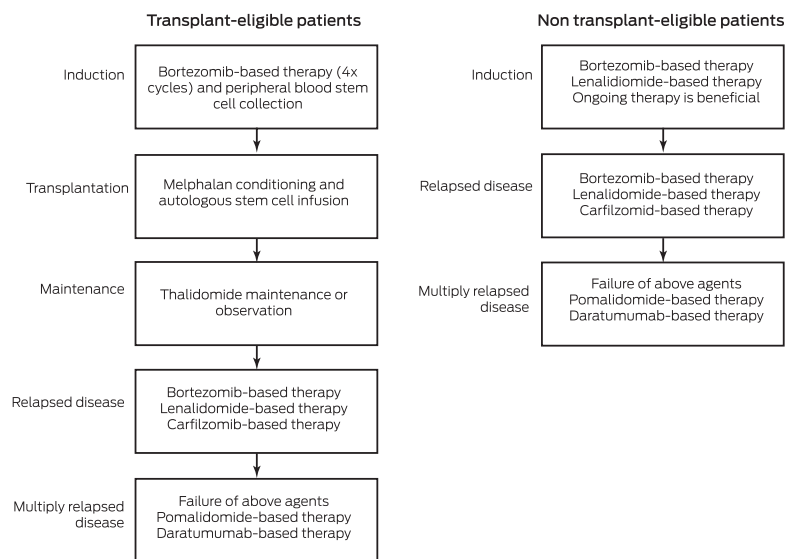 Transplant-eligible patients
Induction
Bortezomib-based therapy (4x
cycles) and peripheral blood stem
cell collection
Transplantation
Melphalan conditioning and
autologous stem cell infusion
Maintenance
Thalidomide maintenance or
observation
Relapsed disease
Bortezomib-based therapy
Lenalidomide-based therapy
Carfilzomib-based therapy
Multiply relapsed
disease
Failure of above agents
Pomalidomide-based therapy
Daratumumab-based therapy
Non transplant-eligible patients
Induction
Bortezomib-based therapy
Lenalidiomide-based therapy
Ongoing therapy is beneficial
Relapsed disease
Bortezomib-based therapy
Lenalidomide-based therapy
Carfilzomid-based therapy
Multiply relapsed
disease
Failure of above agents
Pomalidomide-based therapy
Daratumumab-based therapy